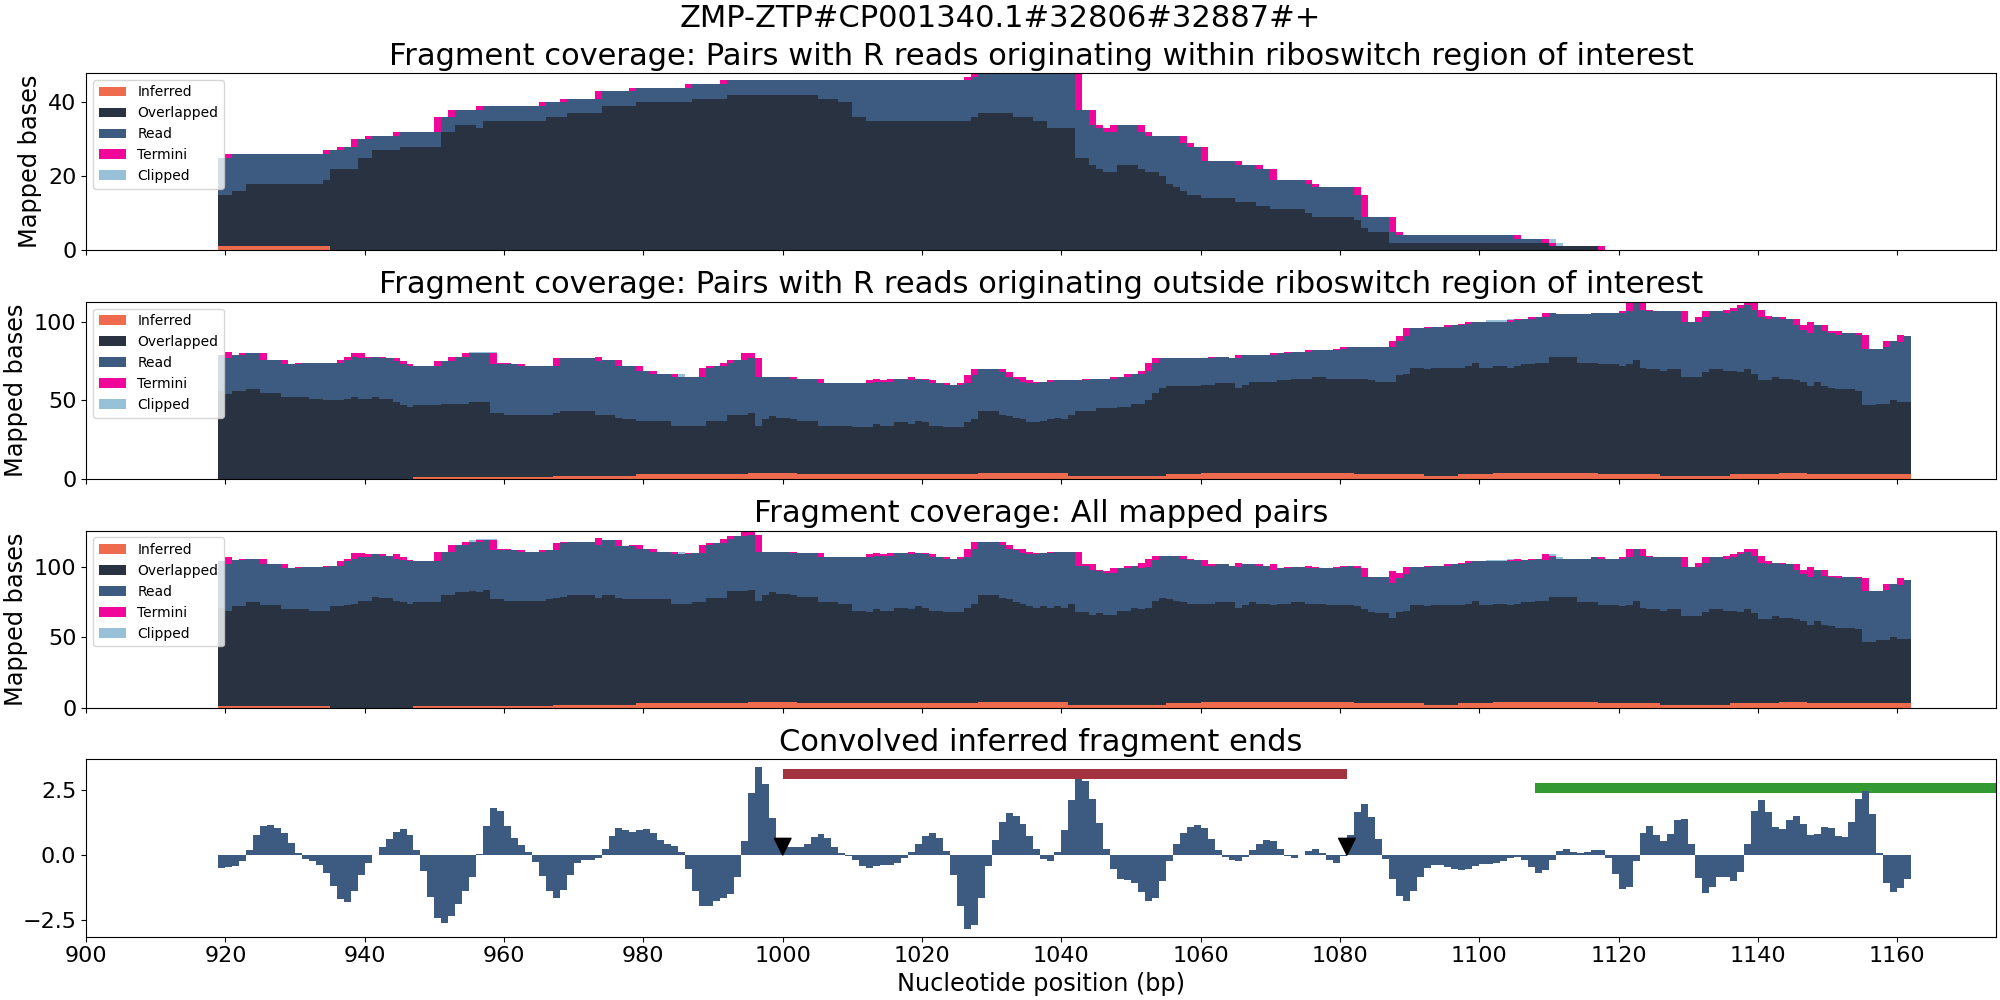 ZMP-ZTP#CP001340.1#32806#32887#+
Fragment coverage: Pairs with R reads originating within riboswitch region of interest
Mapped bases
40
20
0
Inferred
Overlapped
Read
Termini
Clipped
Fragment coverage: Pairs with R reads originating outside riboswitch region of interest
Mapped bases
100
50
0
Inferred
Overlapped
Read
Termini
Clipped
Fragment coverage: All mapped pairs
Mapped bases
100
50
0
Inferred
Overlapped
Read
Termini
Clipped
Convolved inferred fragment ends
2.5
0.0
−2.5
900 920 940 960 980 1000 1020 1040 1060 1080 1100 1120 1140 1160
Nucleotide position (bp)